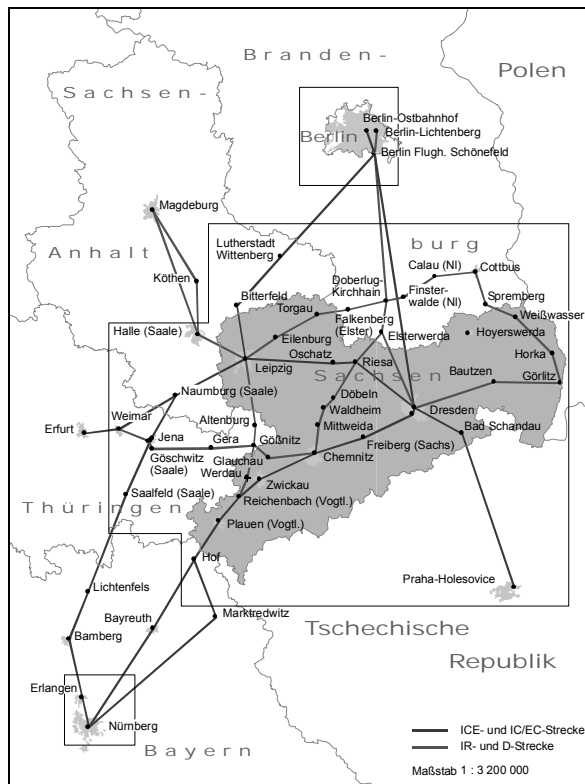 Branden-
Polen
Sachsen-
Berlin-Ostbahnhof
Berlin
Berlin-Lichtenberg
Berlin Flugh. Schönefeld
Magdeburg
Lutherstadt
Wittenberg
burg
Anhalt
Köthen
Calau (Nl)
Cottbus
Doberlug-
Kirchhain
Finster-
walde (Nl)
Bitterfeld
Torgau
Spremberg
Weißwasser
Falkenberg
(Elster)
Halle (Saale)
Eilenburg
Elsterwerda
Hoyerswerda
Oschatz
Horka
Leipzig
Riesa
Sachsen
Bautzen
Görlitz
Naumburg (Saale)
Döbeln
Waldheim
Dresden
Weimar
Altenburg
Mittweida
Erfurt
Jena
Gera
Gößnitz
Bad Schandau
Freiberg (Sachs)
Göschwitz
(Saale)
Glauchau
Chemnitz
Werdau
Zwickau
Saalfeld (Saale)
Thüringen
Reichenbach (Vogtl.)
Plauen (Vogtl.)
Hof
Praha-Holesovice
Lichtenfels
Bayreuth
Marktredwitz
Tschechische
Bamberg
Republik
Erlangen
Nürnberg
Bayern
ICE- und IC/EC-Strecke
IR- und D-Strecke
Maßstab 1 : 3 200 000